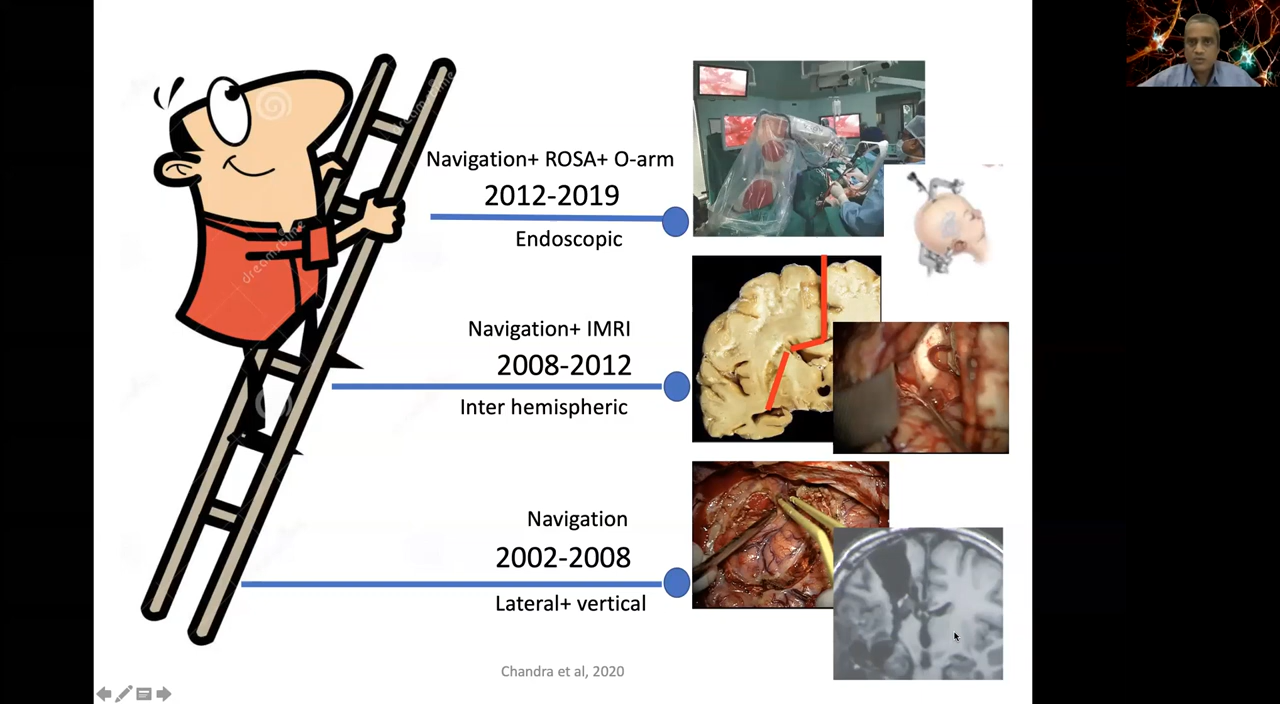 Navigation+ ROSA+ O-arm
2012-2019
Endoscopic
Navigation+ IMRI
2008-2012
Inter hemispheric
Navigation
2002-2008
Lateral+ vertical
Chandra et al, 2020
dreamstime